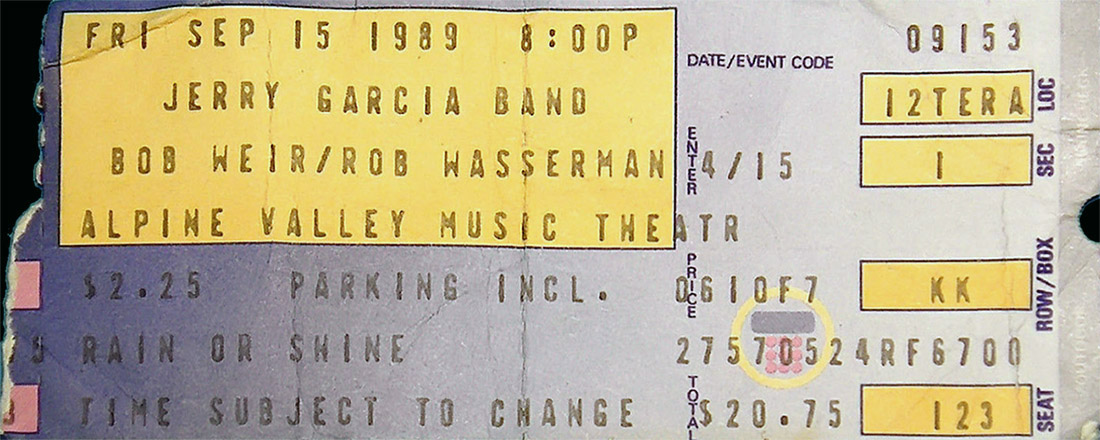 FRI SEP 15 1989 8:00P
JERRY GARCIA BAND
BOB WEIR/ROB WASSERMAN
ALPINE VALLEY MUSIC THEATR
$2.25 PARKING INCL.
RAIN OR SHINE
TIME SUBJECT TO CHANGE
DATE/EVENT CODE
09153
LOC
12TERA
ENTER
4/15
SEC
1
PRICE
0610F7
ROW/BOX
KK
27570524RF6700
TOTAL
$20.75
SEAT
123